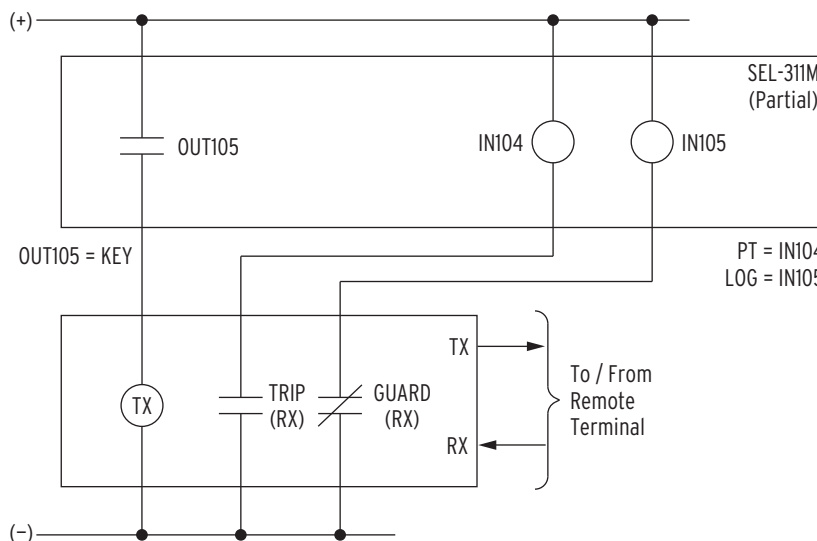 (+)
SEL-311M
(Partial)
OUT105
IN104
IN105
OUT105 = KEY
PT = IN104
LOG = IN105
TX
TRIP
(RX)
GUARD
(RX)
TX
RX
To / From
Remote
Terminal
(–)